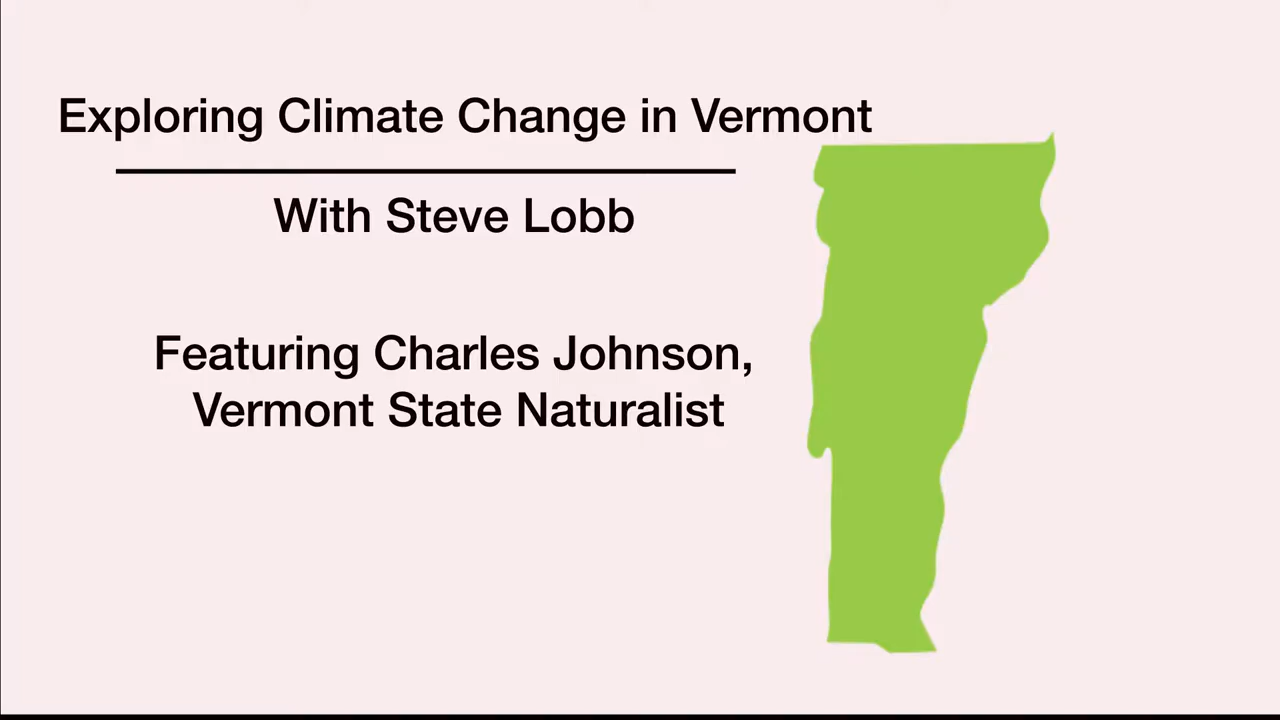 Exploring Climate Change in Vermont
With Steve Lobb
Featuring Charles Johnson,
Vermont State Naturalist